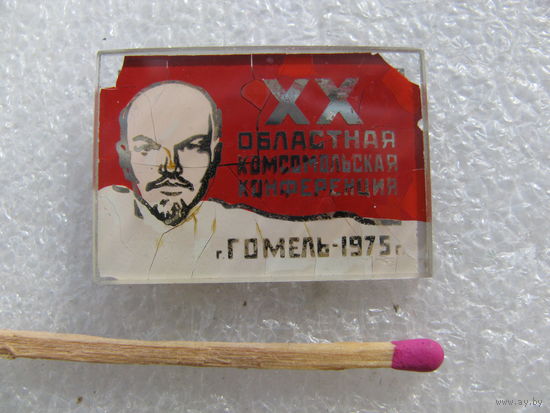 XX
ОБЛАСТНАЯ
КОМСОМОЛЬСКАЯ
КОНФЕРЕНЦИЯ
г. ГОМЕЛЬ-1975 г.
www.ay.by